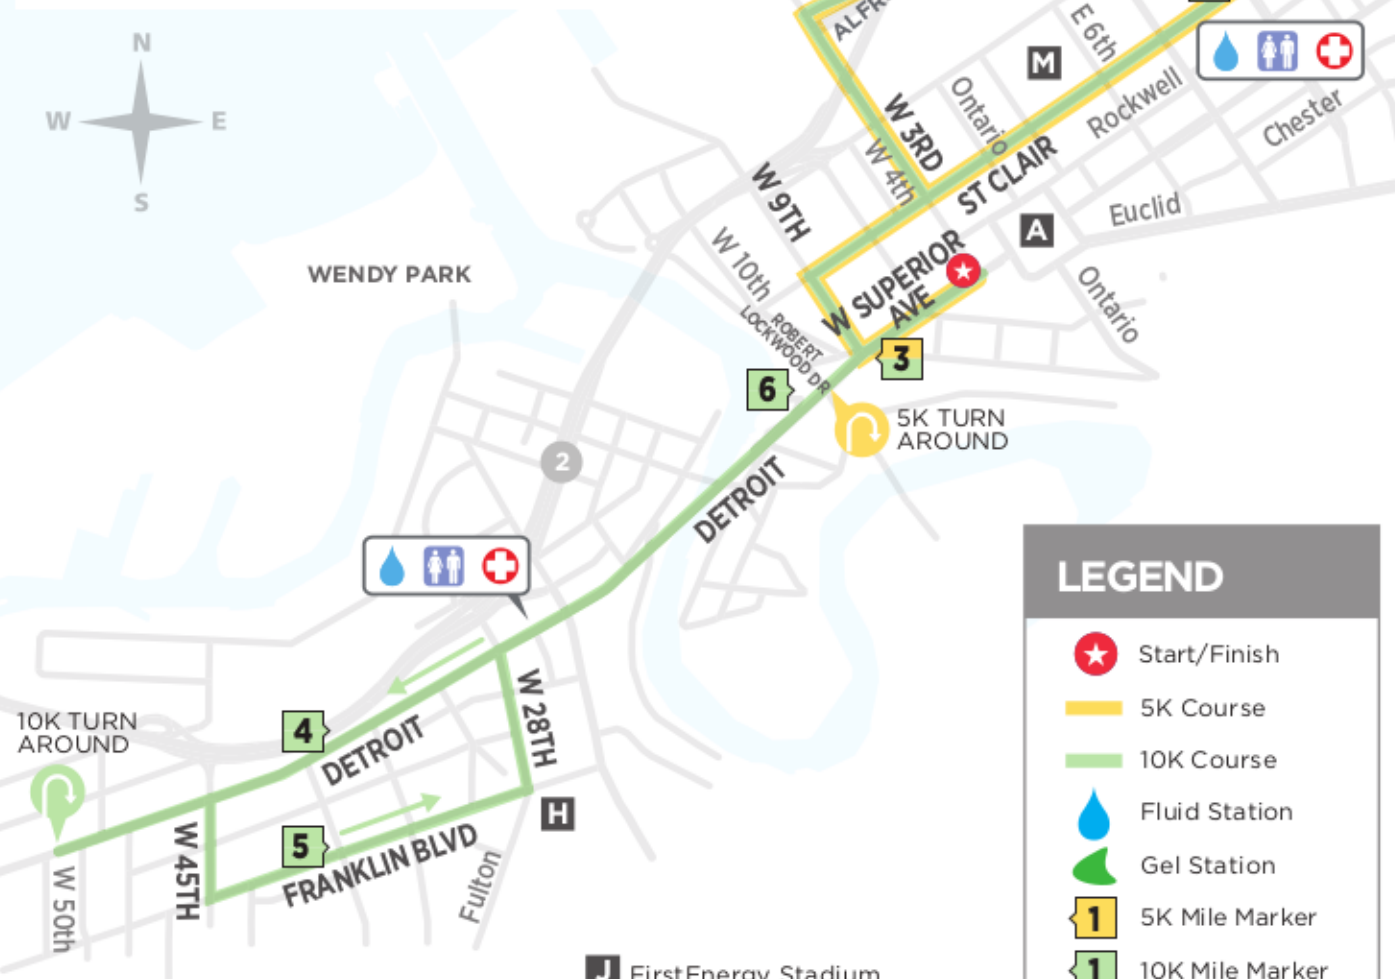 N
W
E
S
ALFR
E 6th
M
W 3RD
Ontario
Rockwell
Chester
W 4th
ST CLAIR
W 9TH
A
Euclid
W 10th
W SUPERIOR
AVE
Ontario
WENDY PARK
ROBERT
LOCKWOOD DR
3
6
5K TURN
AROUND
2
DETROIT
10K TURN
AROUND
4
DETROIT
W 28TH
H
5
FRANKLIN BLVD
W 45TH
W 50th
Fulton
J FirstEnergy Stadium
LEGEND
Start/Finish
5K Course
10K Course
Fluid Station
Gel Station
1 5K Mile Marker
1 10K Mile Marker